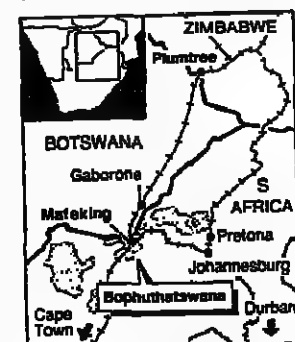 ZIMBABWE
Plumtree
BOTSWANA
Gaborone
S
AFRICA
Mafeking
Pretoria
Johannesburg
Bophuthatswana
Cape
Town
Durban